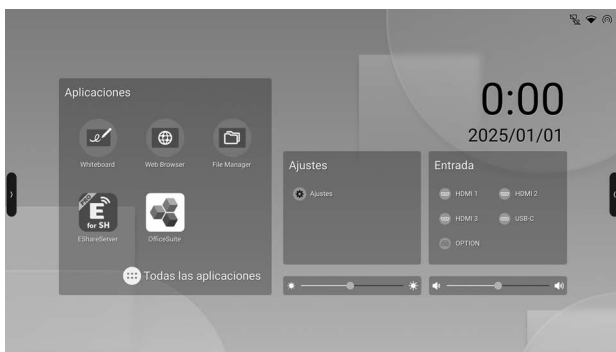 0:00
2025/01/01
Aplicaciones
Whiteboard
Web Browser
File Manager
PRO
E
for SH
EShareServer
OfficeSuite
Todas las aplicaciones
Ajustes
Ajustes
Entrada
HDMI 1
HDMI 2
HDMI 3
USB-C
OPTION